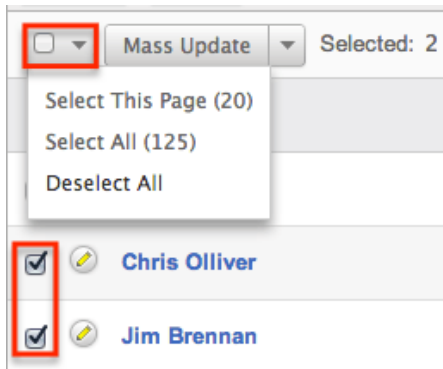 Mass Update Selected: 2
Select This Page (20)
Select All (125)
Deselect All
Chris Olliver
Jim Brennan